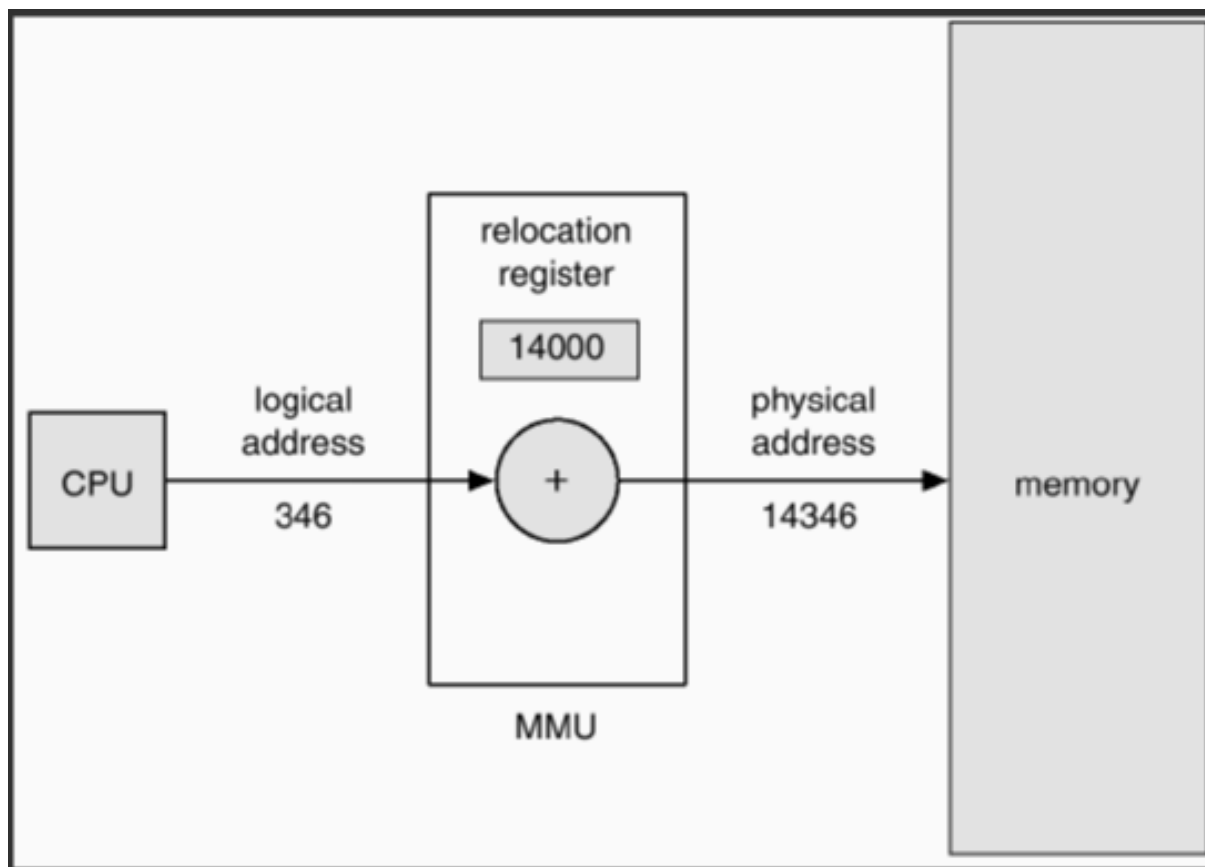 relocation
register
14000
logical
address
physical
address
CPU
+
memory
346
14346
MMU